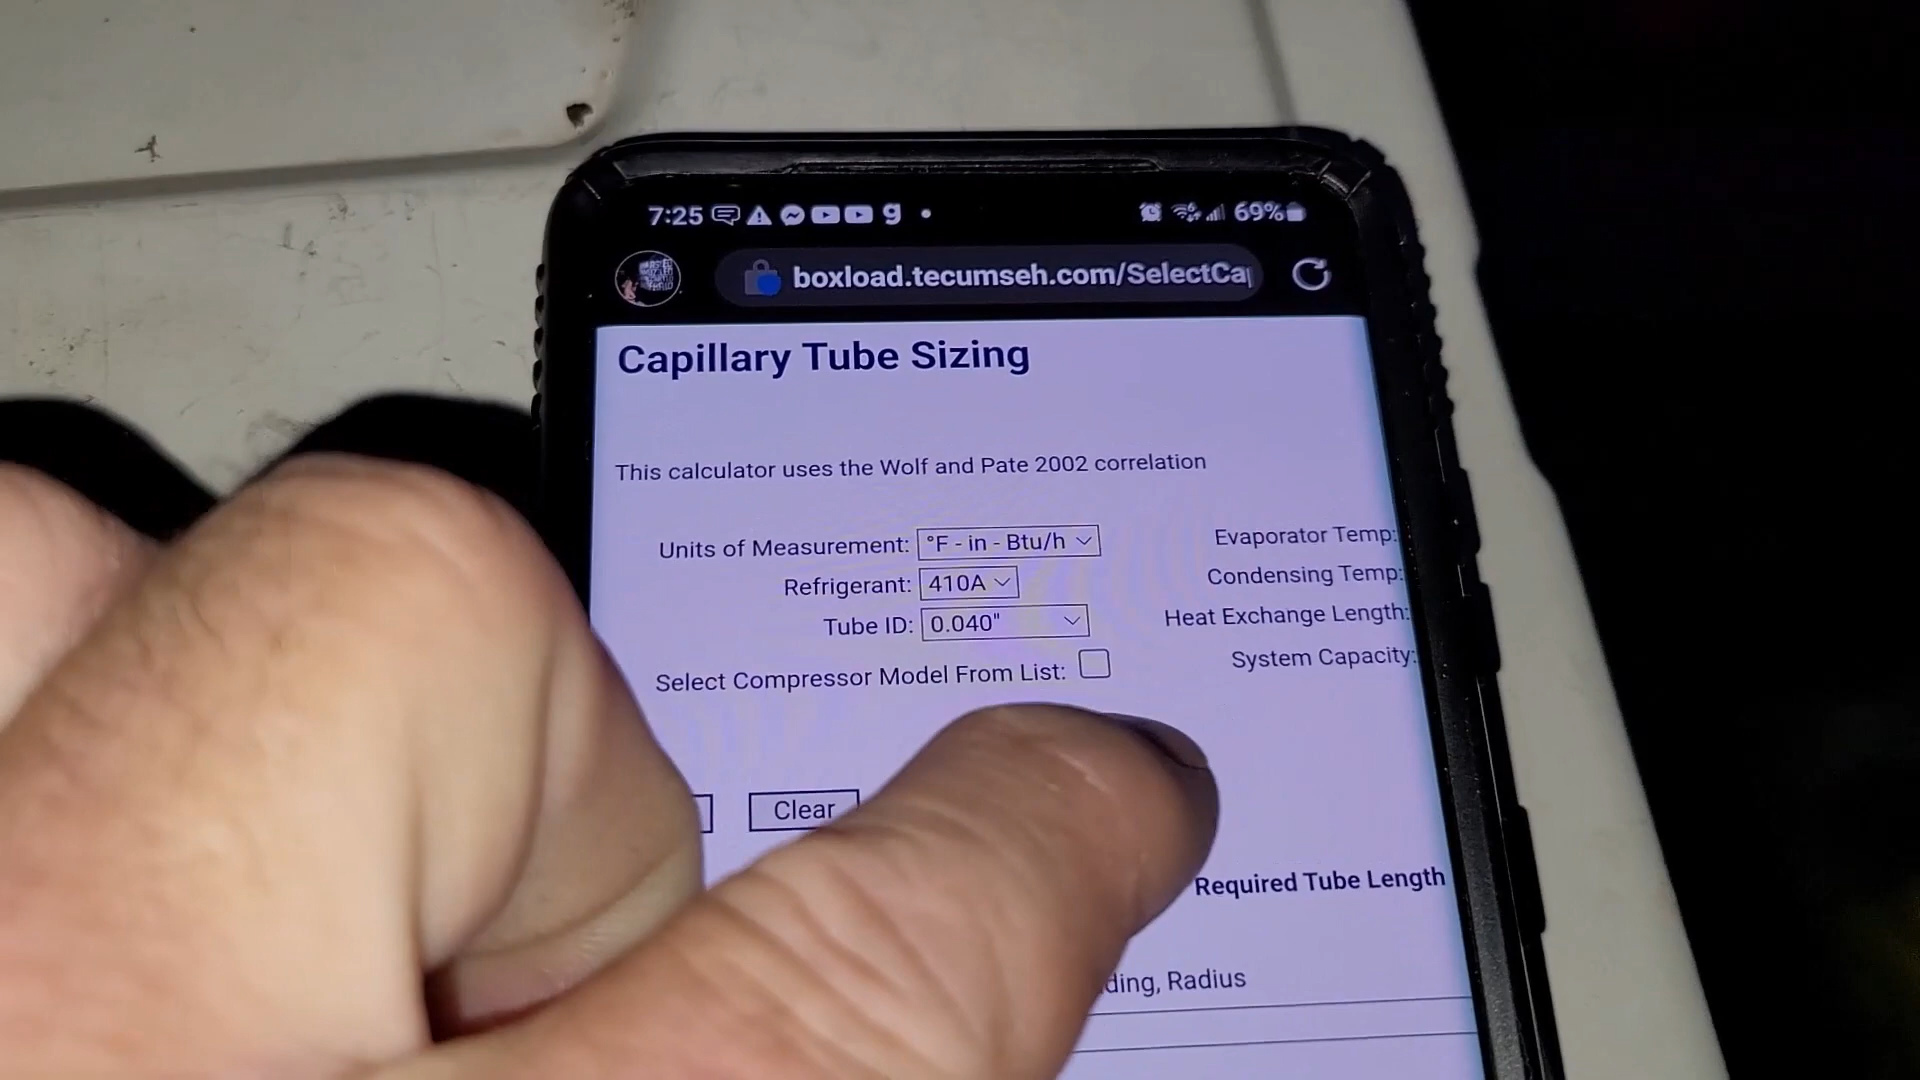 7:25 g 69%
boxload.tecumseh.com/SelectCa
Capillary Tube Sizing
This calculator uses the Wolf and Pate 2002 correlation
Units of Measurement: °F - in - Btu/h
Evaporator Temp:
Refrigerant: 410A
Condensing Temp:
Tube ID: 0.040"
Heat Exchange Length:
Select Compressor Model From List:
System Capacity:
Clear
Required Tube Length
ding, Radius